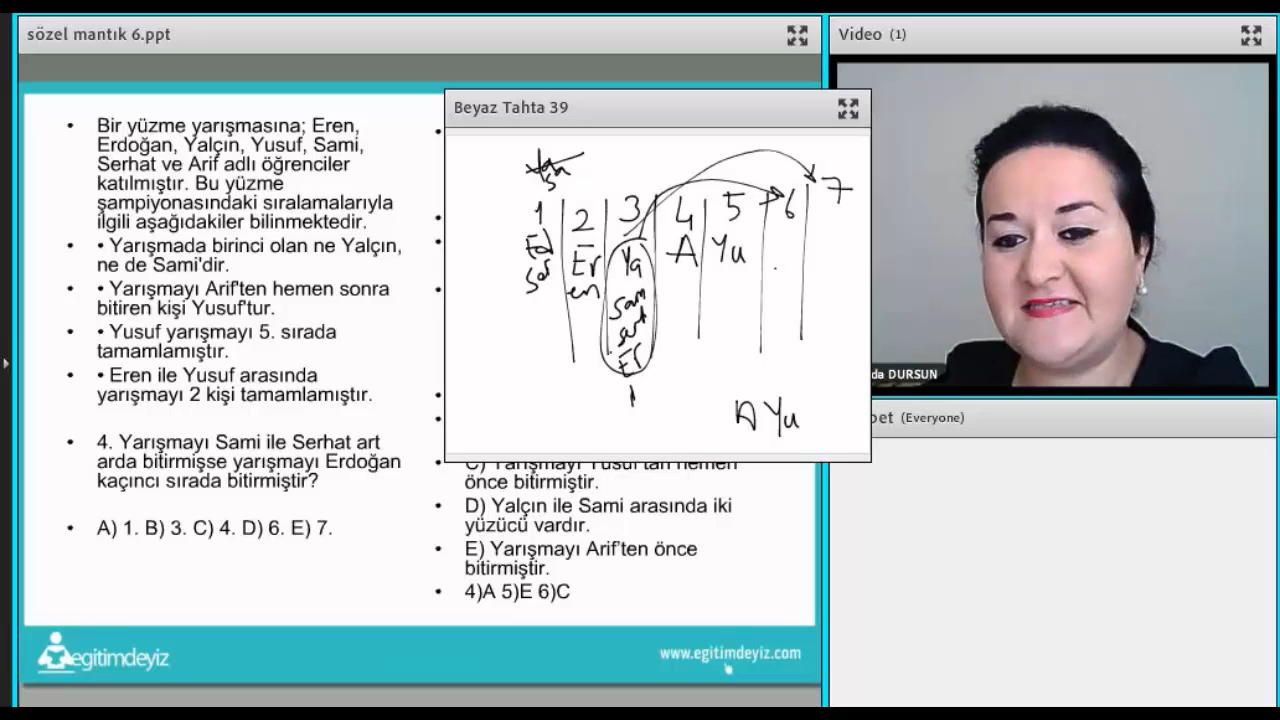 sözel mantık 6.ppt
Bir yüzme yarışmasına; Eren,
Erdoğan, Yalçın, Yusuf, Sami,
Serhat ve Arif adlı öğrenciler
katılmıştır. Bu yüzme
şampiyonasındaki sıralamalarıyla
ilgili aşağıdakiler bilinmektedir.
• Yarışmada birinci olan ne Yalçın,
ne de Sami'dir.
• Yarışmayı Arif'ten hemen sonra
bitiren kişi Yusuf'tur.
• Yusuf yarışmayı 5. sırada
tamamlamıştır.
• Eren ile Yusuf arasında
yarışmayı 2 kişi tamamlamıştır.
4. Yarışmayı Sami ile Serhat art
arda bitirmişse yarışmayı Erdoğan
kaçıncı sırada bitirmiştir?
A) 1. B) 3. C) 4. D) 6. E) 7.
Beyaz Tahta 39
1 2 3 4 5 6 7
Er Ya A Yu
en
Sam
Er
A Yu
C) Yarışmayı Yusuf'tan hemen
önce bitirmiştir.
D) Yalçın ile Sami arasında iki
yüzücü vardır.
E) Yarışmayı Arif'ten önce
bitirmiştir.
4)A 5)E 6)C
egitimdeyiz
www.egitimdeyiz.com
Video (1)
da DURSUN
bet (Everyone)